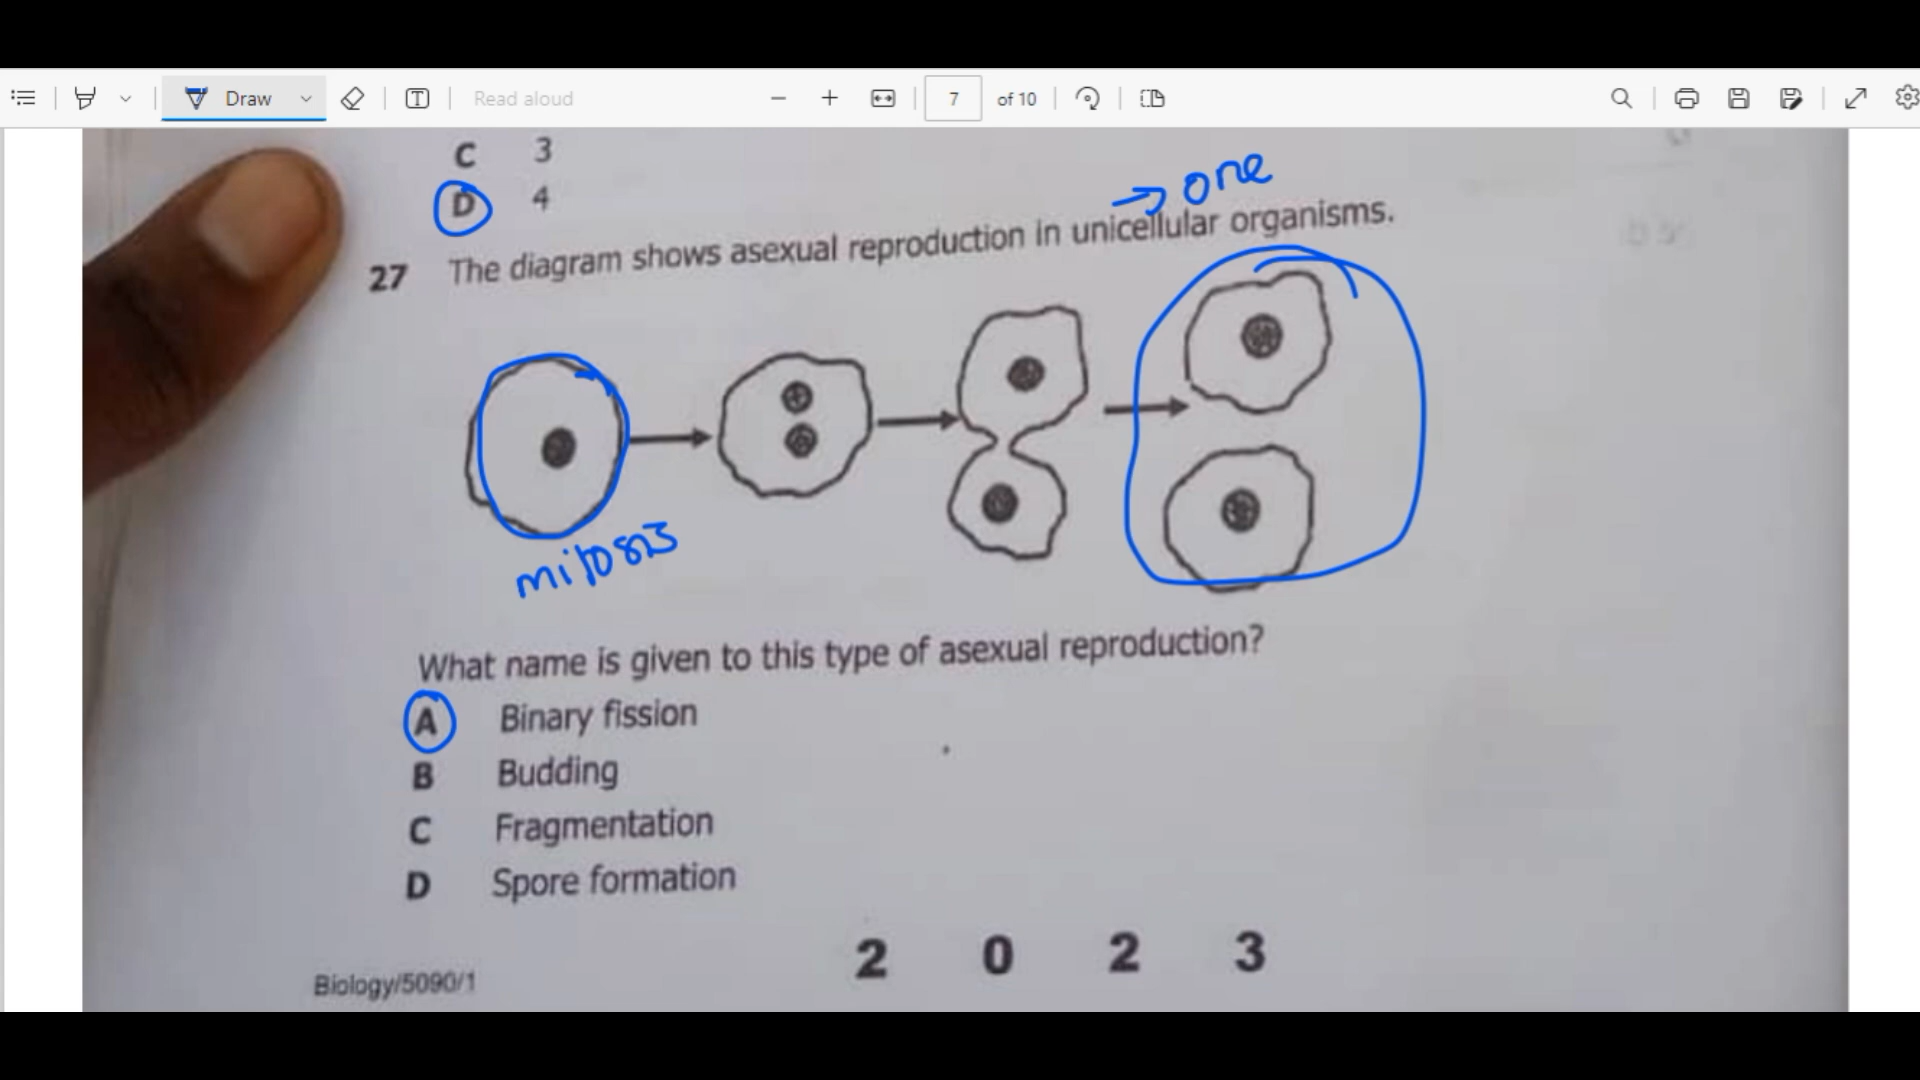 Draw
Read aloud
7
of 10
C 3
D 4
→ one
27 The diagram shows asexual reproduction in unicellular organisms.
mitosis
What name is given to this type of asexual reproduction?
A Binary fission
B Budding
C Fragmentation
D Spore formation
2 0 2 3
Biology/5090/1